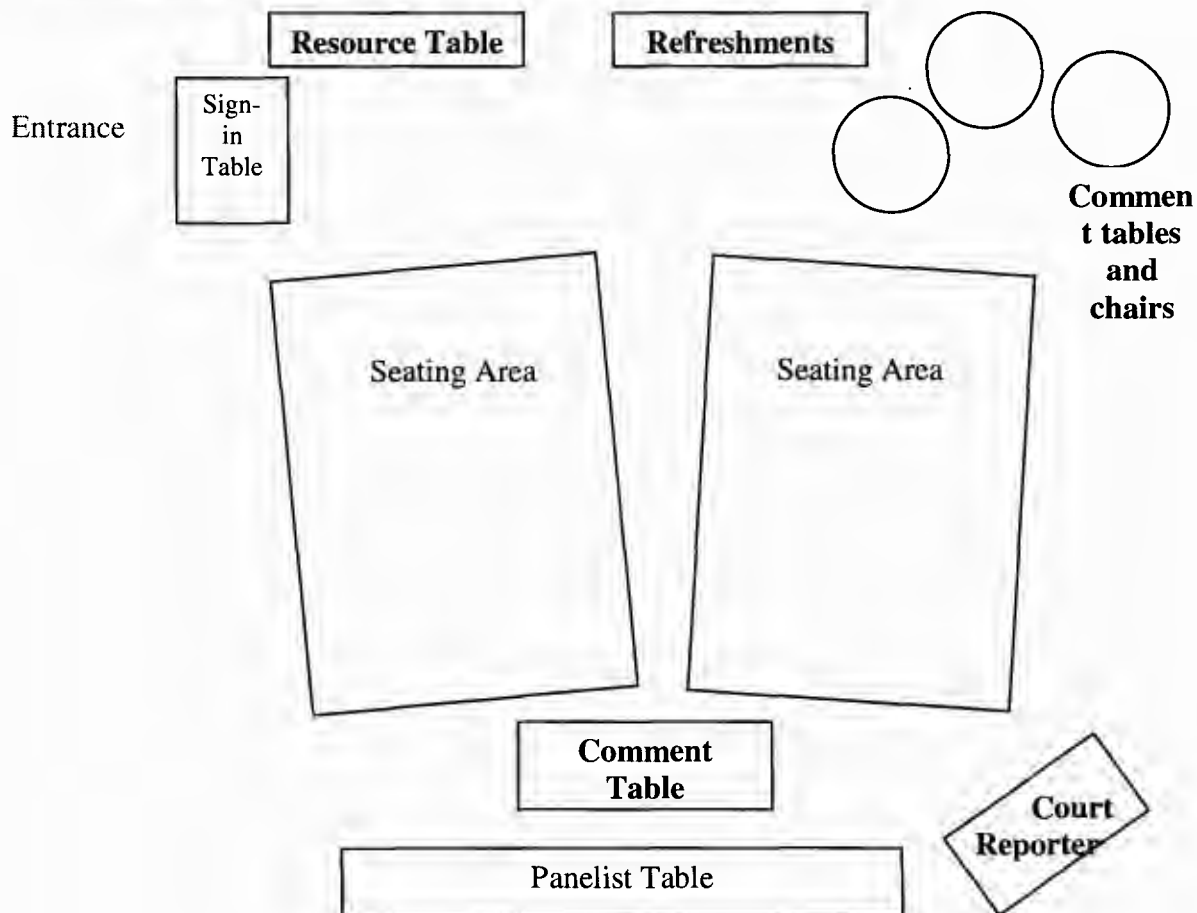 Resource Table
Refreshments
Entrance
Sign-
in
Table
Commen
t tables
and
chairs
Seating Area
Seating Area
Comment
Table
Court
Reporter
Panelist Table